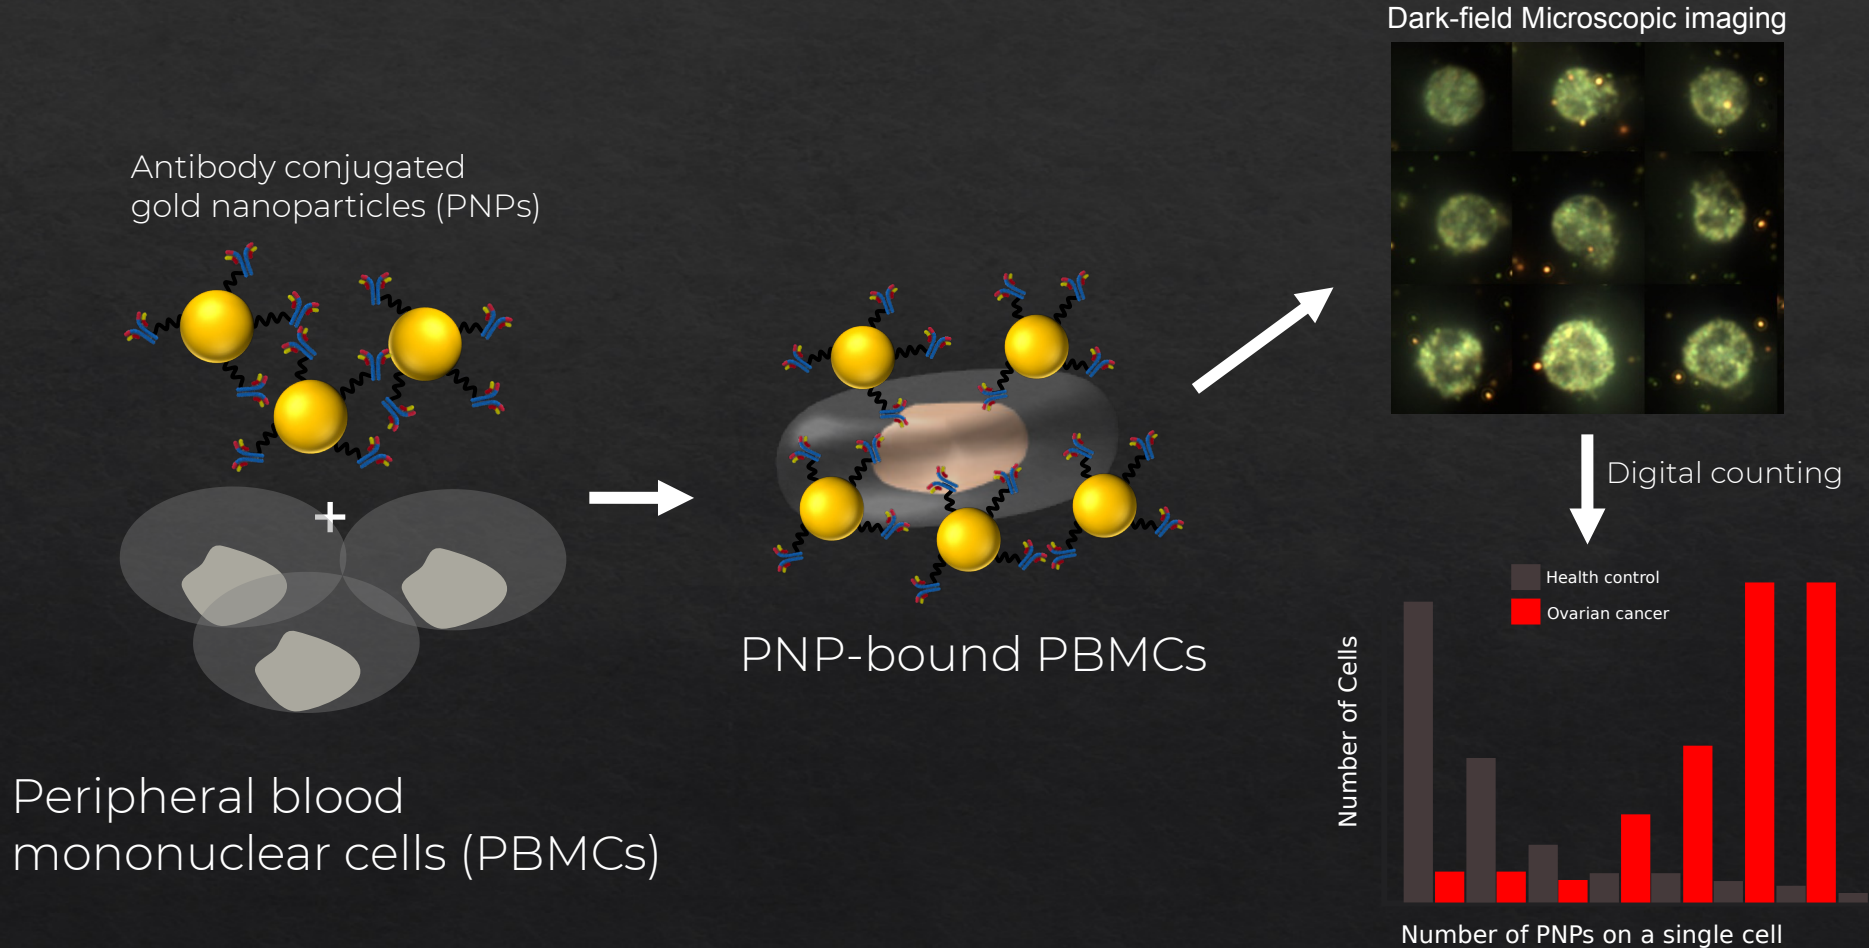 Dark-field Microscopic imaging
Antibody conjugated
gold nanoparticles (PNPs)
+
Digital counting
Health control
Ovarian cancer
PNP-bound PBMCs
Number of Cells
Peripheral blood
mononuclear cells (PBMCs)
Number of PNPs on a single cell